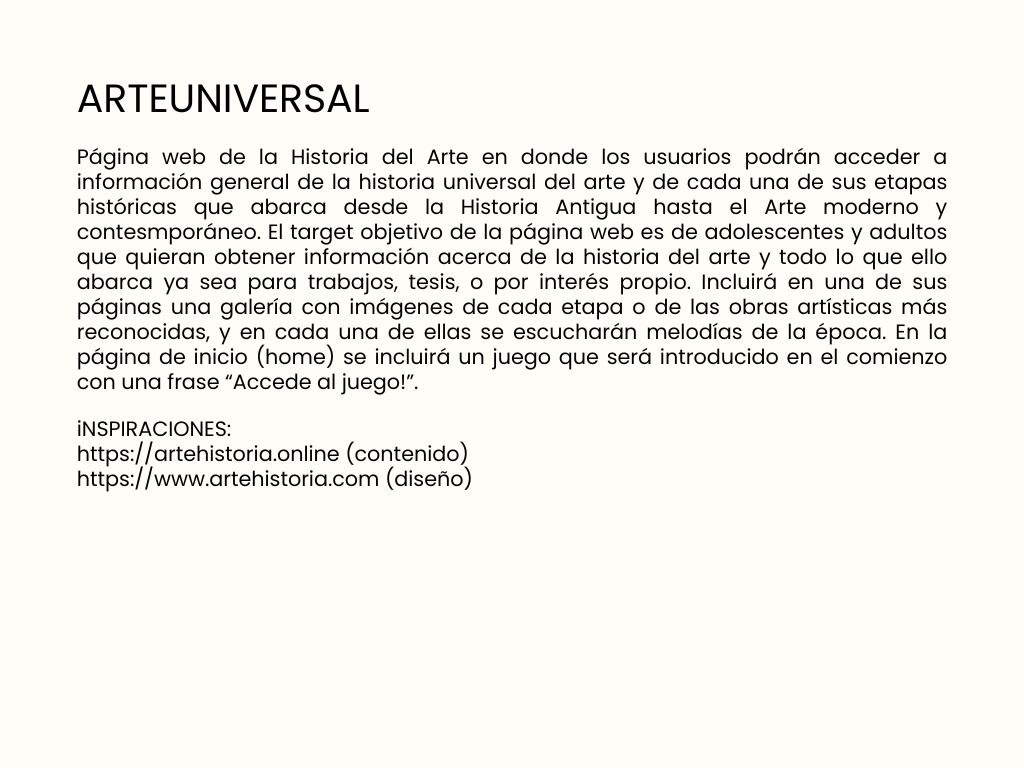 ARTEUNIVERSAL
Página web de la Historia del Arte en donde los usuarios podrán acceder a
información general de la historia universal del arte y de cada una de sus etapas
históricas que abarca desde la Historia Antigua hasta el Arte moderno y
contesmporáneo. El target objetivo de la página web es de adolescentes y adultos
que quieran obtener información acerca de la historia del arte y todo lo que ello
abarca ya sea para trabajos, tesis, o por interés propio. Incluirá en una de sus
páginas una galería con imágenes de cada etapa o de las obras artísticas más
reconocidas, y en cada una de ellas se escucharán melodías de la época. En la
página de inicio (home) se incluirá un juego que será introducido en el comienzo
con una frase “Accede al juego!”.
iNSPIRACIONES:
https://artehistoria.online (contenido)
https://www.artehistoria.com (diseño)